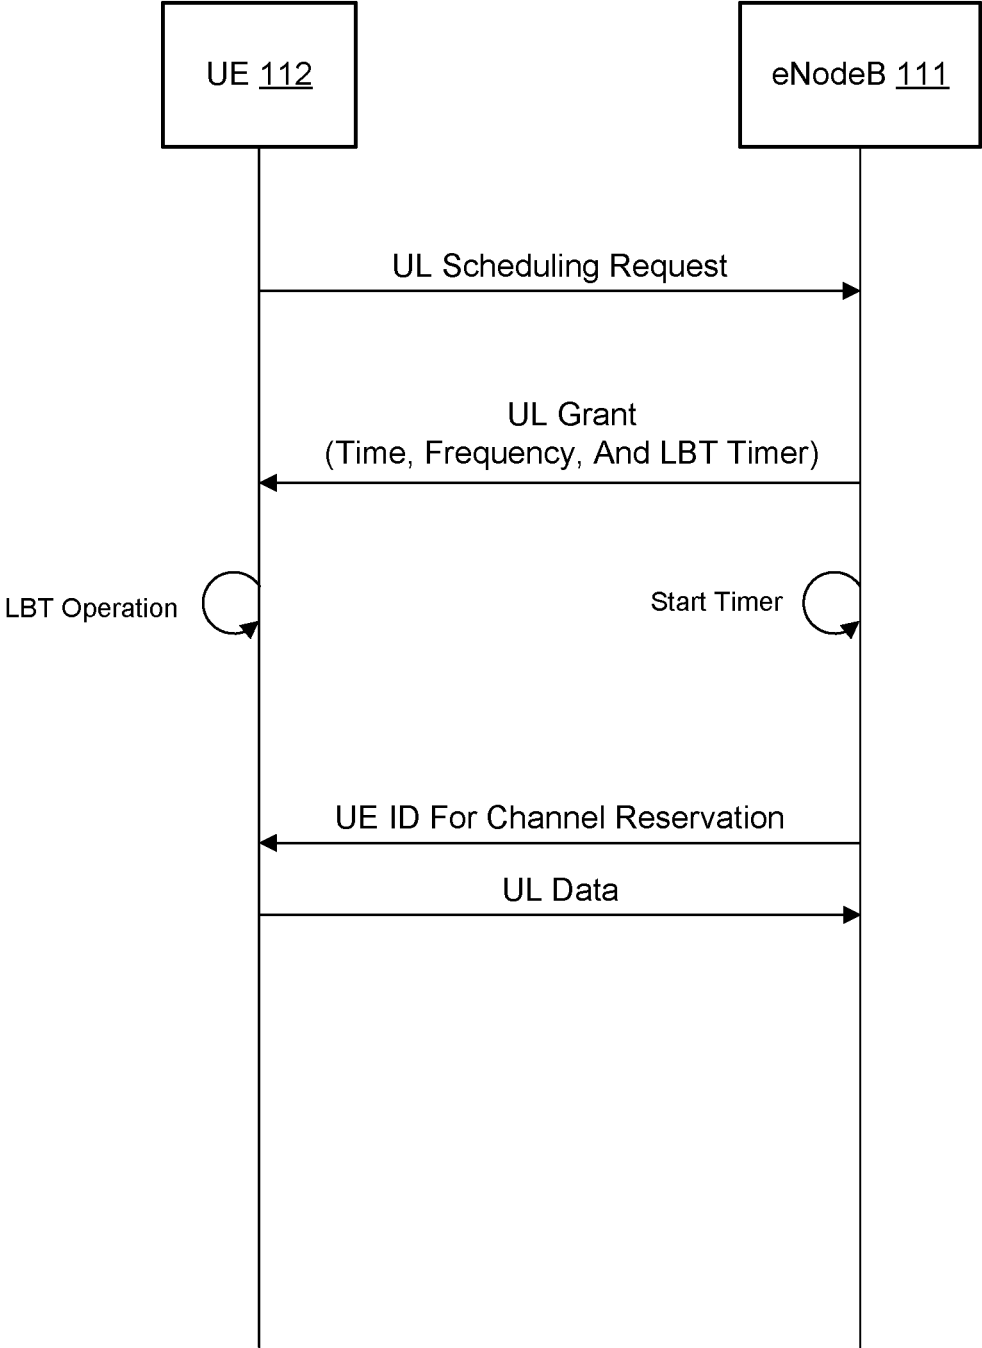 UE 112
eNodeB 111
UL Scheduling Request
UL Grant
(Time, Frequency, And LBT Timer)
LBT Operation
Start Timer
UE ID For Channel Reservation
UL Data